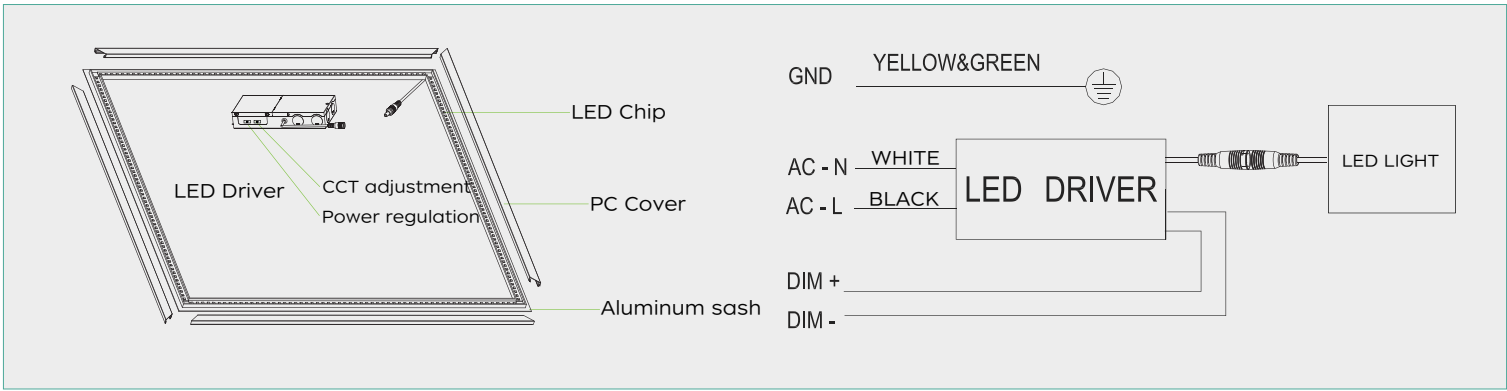 LED Chip
LED Driver
CCT adjustment
Power regulation
PC Cover
Aluminum sash
GND
YELLOW&GREEN
AC - N
WHITE
AC - L
BLACK
LED DRIVER
LED LIGHT
DIM +
DIM -